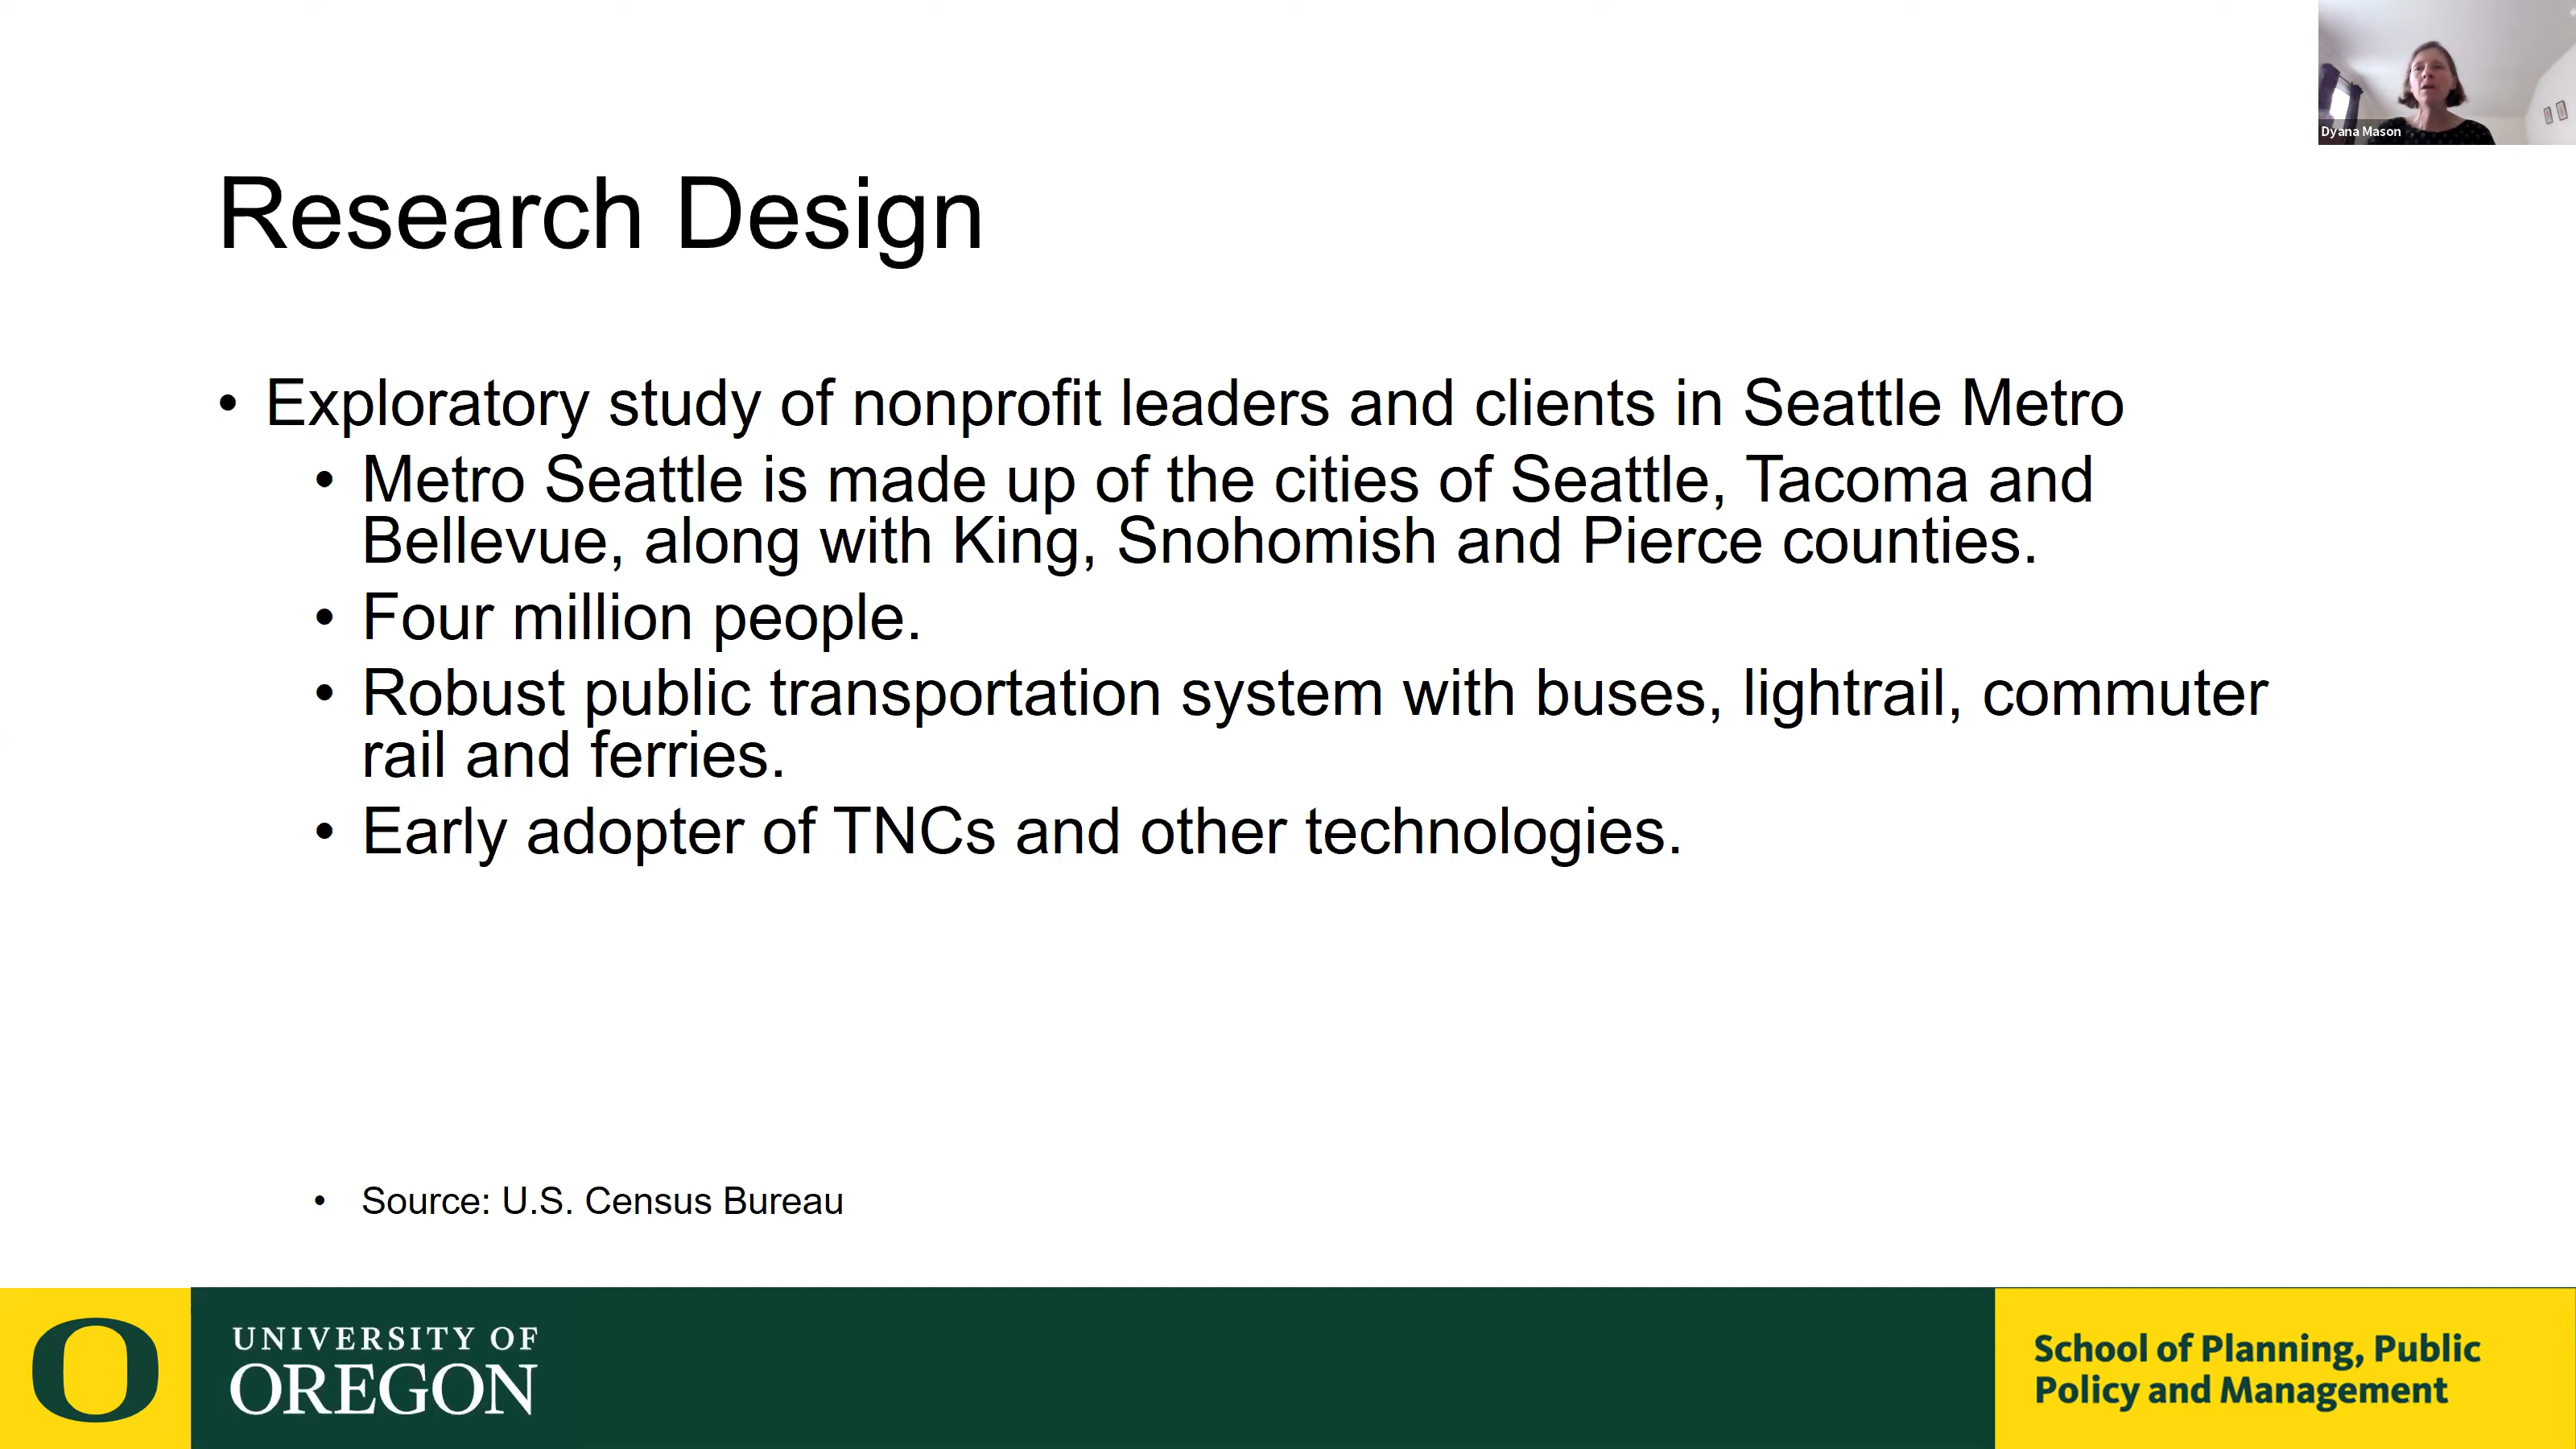 Dyana Mason
Research Design
• Exploratory study of nonprofit leaders and clients in Seattle Metro
• Metro Seattle is made up of the cities of Seattle, Tacoma and
Bellevue, along with King, Snohomish and Pierce counties.
• Four million people.
• Robust public transportation system with buses, lightrail, commuter
rail and ferries.
• Early adopter of TNCs and other technologies.
• Source: U.S. Census Bureau
O
UNIVERSITY OF
OREGON
School of Planning, Public
Policy and Management